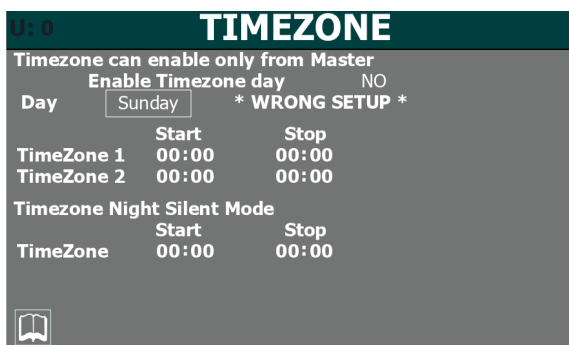 U: 0 TIMEZONE
Timezone can enable only from Master
Enable Timezone day NO
Day Sunday * WRONG SETUP *
Start Stop
TimeZone 1 00:00 00:00
TimeZone 2 00:00 00:00
Timezone Night Silent Mode
Start Stop
TimeZone 00:00 00:00